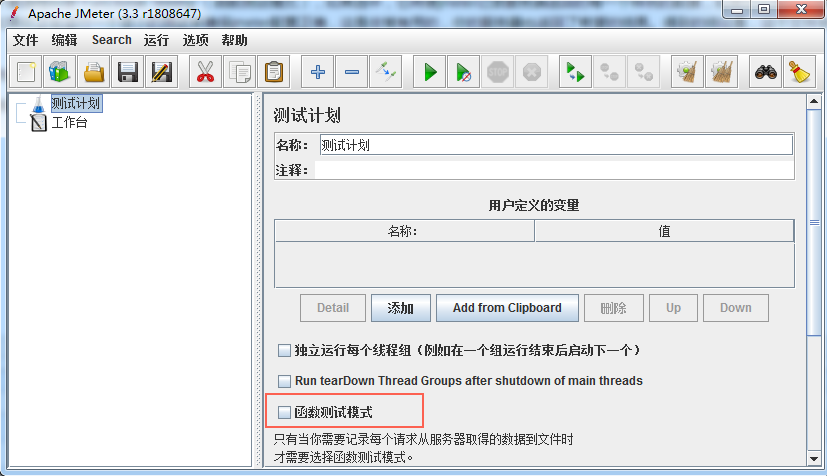 Apache JMeter (3.3 r1808647)
文件 编辑 Search 运行 选项 帮助
STOP
测试计划
工作台
测试计划
名称： 测试计划
注释：
用户定义的变量
名称： 值
Detail 添加 Add from Clipboard 删除 Up Down
独立运行每个线程组（例如在一个组运行结束后启动下一个）
Run tearDown Thread Groups after shutdown of main threads
函数测试模式
只有当你需要记录每个请求从服务器取得的数据到文件时
才需要选择函数测试模式。